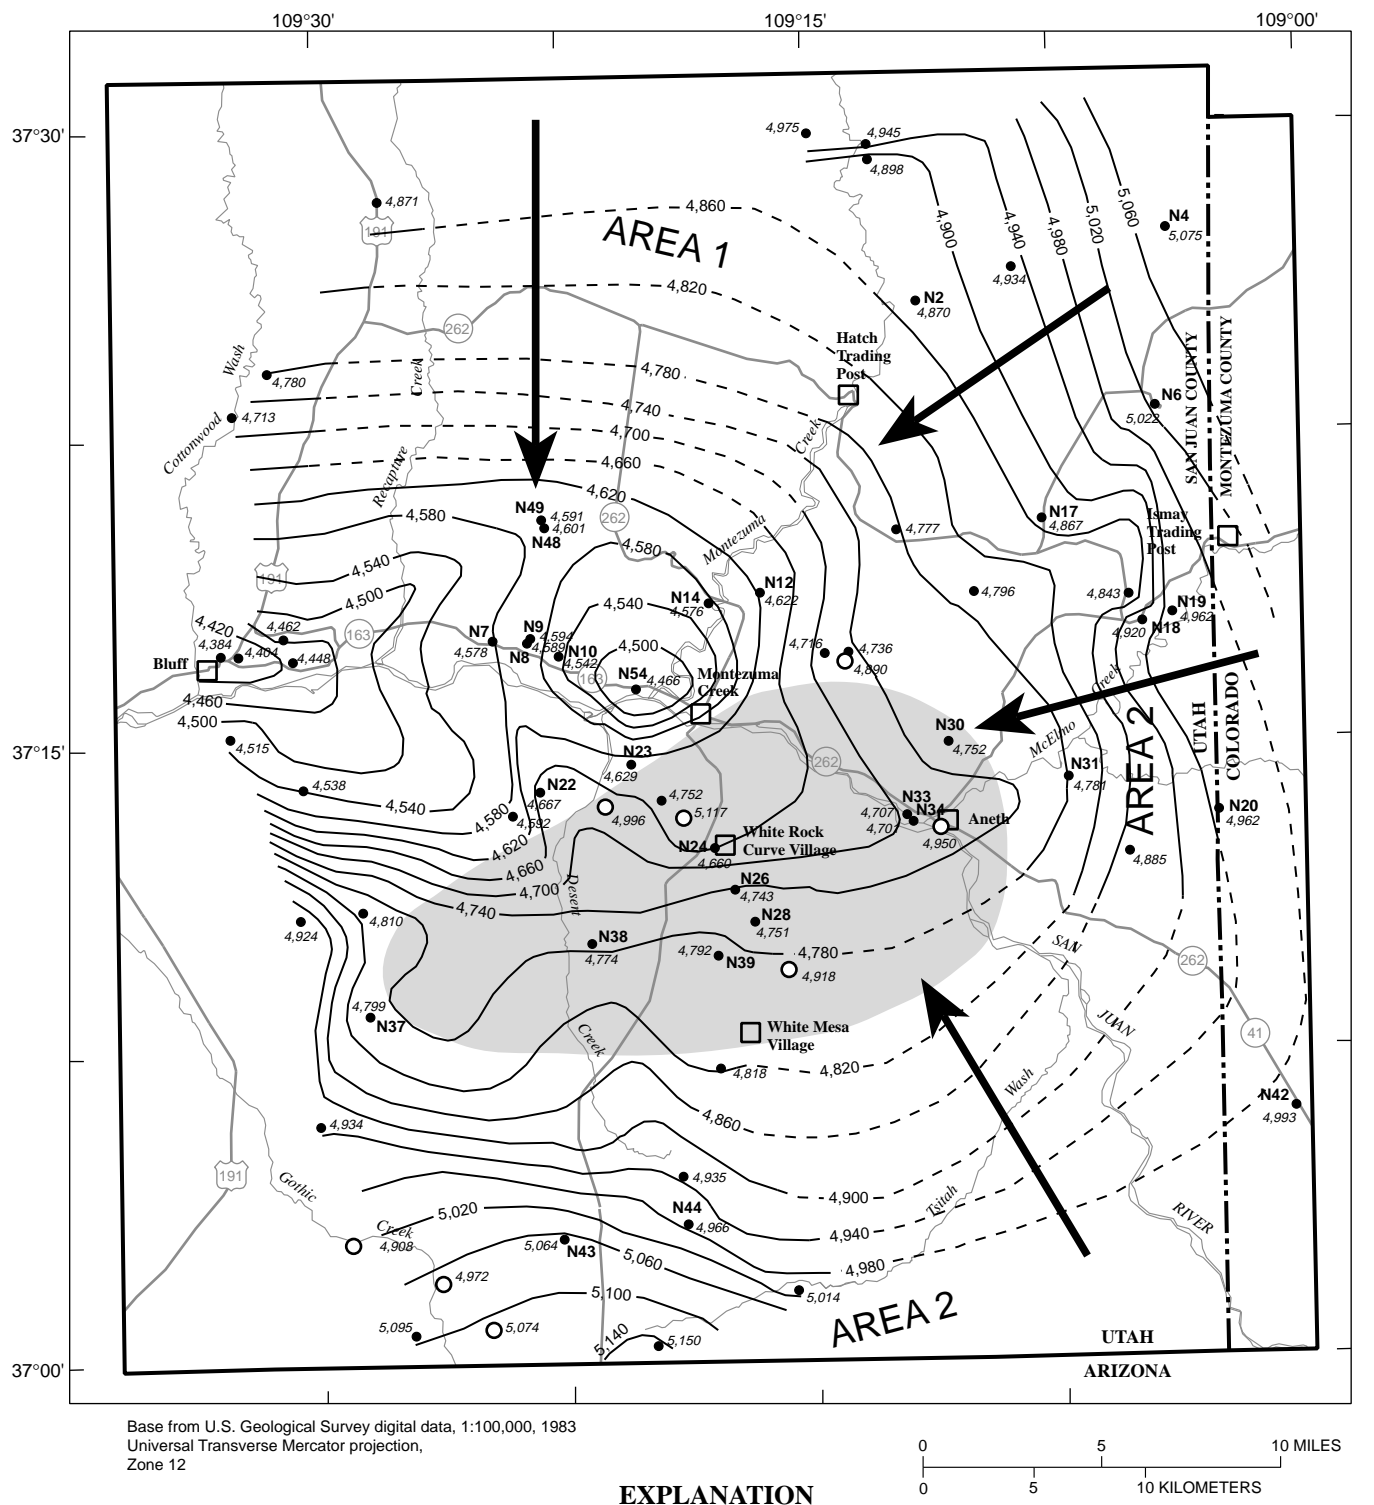 109°30'
109°15'
109°00'
37°30'
4,975
4,945
4,898
4,871
191
4,860
AREA 1
4,900
4,940
4,980
5,020
5,060
N4
5,075
4,934
4,820
N2
4,870
262
Hatch
Trading
Post
SAN JUAN COUNTY
MONTEZUMA COUNTY
Wash
Creek
4,780
4,780
4,740
4,713
4,700
4,660
N6
5,022
Cottonwood
Recapture
Creek
4,620
4,580
N49
4,591
4,601
N48
262
4,580
Montezuma
4,777
N17
4,867
Ismay
Trading
Post
4,540
191
4,500
4,540
N14
4,576
N12
4,622
4,796
4,843
N19
4,962
4,920
N18
4,420
4,462
163
4,384
4,404
4,448
Bluff
N7
4,578
N9
4,594
4,589
N8
N10
4,542
4,500
163
N54
4,466
Montezuma
Creek
4,716
4,736
4,890
Creek
4,460
4,500
4,515
McElmo
AREA 2
UTAH
COLORADO
37°15'
N30
4,752
N23
4,629
262
N31
4,781
4,538
4,540
4,580
N22
4,667
4,592
4,996
4,752
5,117
N33
4,707
N34
4,701
4,950
Aneth
N20
4,962
White Rock
Curve Village
4,620
4,660
N24
4,660
4,885
4,700
4,740
Desert
N26
4,743
4,810
4,924
N28
4,751
N38
4,774
4,792
N39
4,780
4,918
SAN
262
4,799
N37
JUAN
41
White Mesa
Village
Creek
4,818
4,820
Wash
N42
4,993
4,860
4,934
191
4,935
4,900
Gothic
Creek
4,908
5,020
N44
4,966
Tsitah
RIVER
4,940
5,064
N43
5,060
4,980
4,972
5,100
5,014
5,095
5,074
5,140
5,150
AREA 2
UTAH
ARIZONA
37°00'
Base from U.S. Geological Survey digital data, 1:100,000, 1983
Universal Transverse Mercator projection,
Zone 12
0 5 10 MILES
0 5 10 KILOMETERS
EXPLANATION